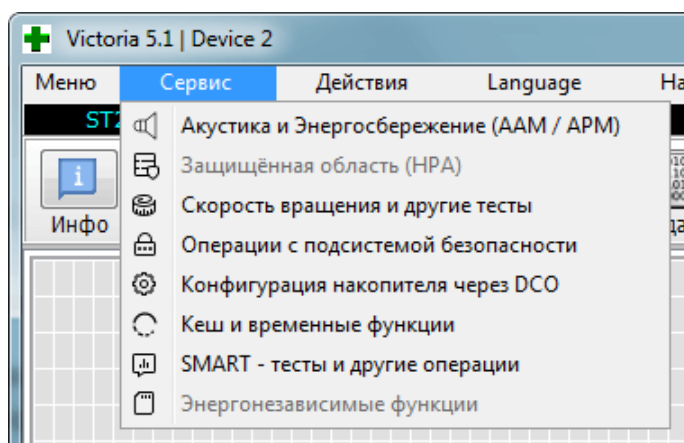 Victoria 5.1 | Device 2
Меню Сервис Действия Language
ST2
Акустика и Энергосбережение (AAM / APM)
Защищённая область (HPA)
Инфо
Скорость вращения и другие тесты
Операции с подсистемой безопасности
Конфигурация накопителя через DCO
Кеш и временные функции
SMART - тесты и другие операции
Энергонезависимые функции